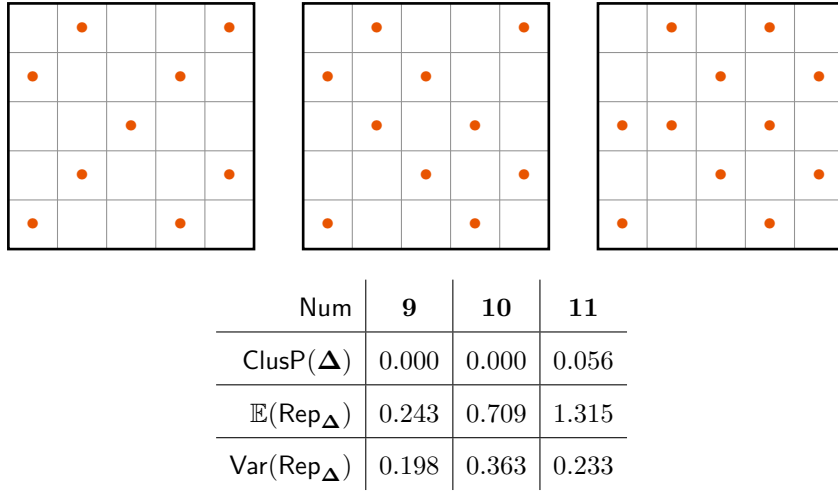 Num 9 10 11
ClusP(Δ) 0.000 0.000 0.056
𝔼(Rep_Δ) 0.243 0.709 1.315
Var(Rep_Δ) 0.198 0.363 0.233